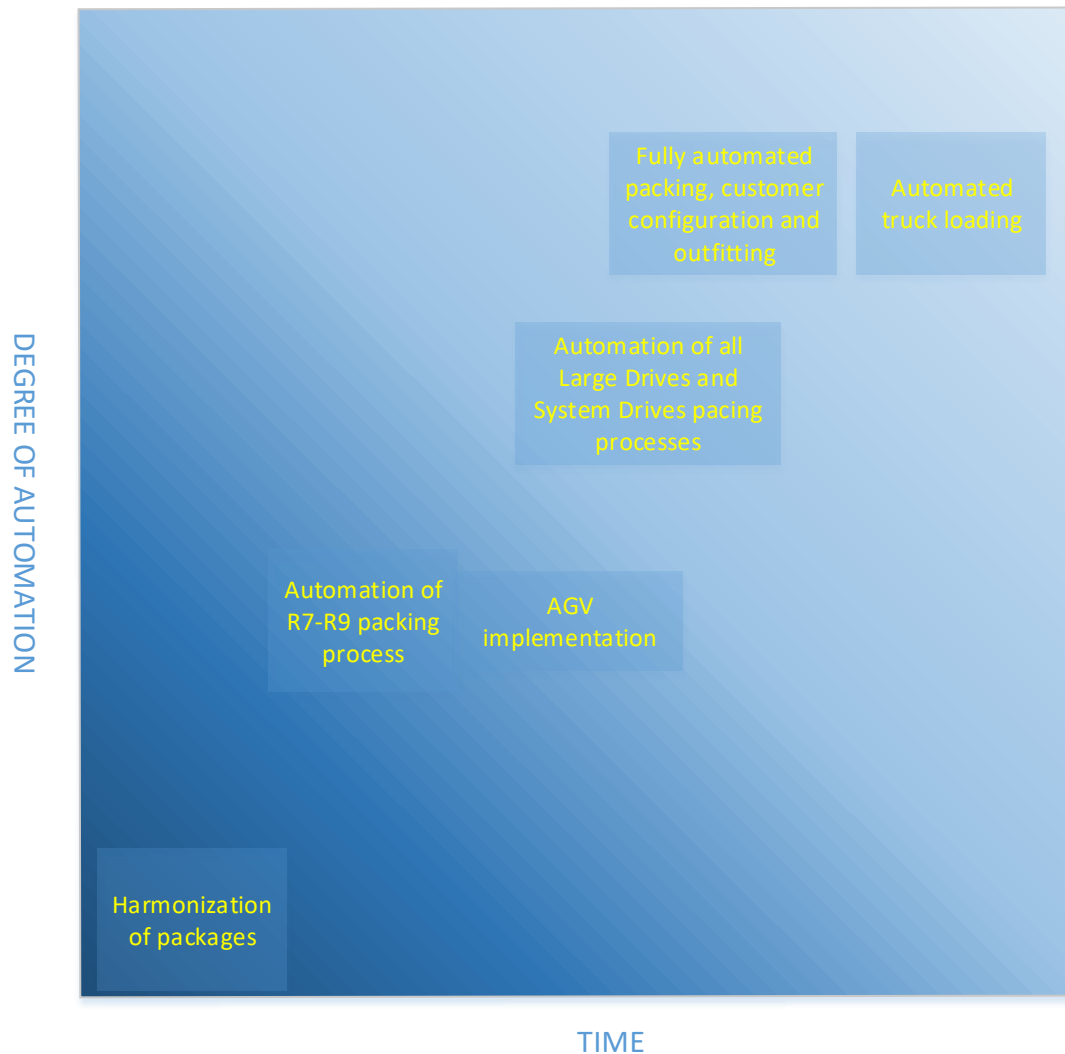 Fully automated
packing, customer
configuration and
outfitting
Automated
truck loading
Automation of all
Large Drives and
System Drives pacing
processes
DEGREE OF AUTOMATION
Automation of
R7-R9 packing
process
AGV
implementation
Harmonization
of packages
TIME